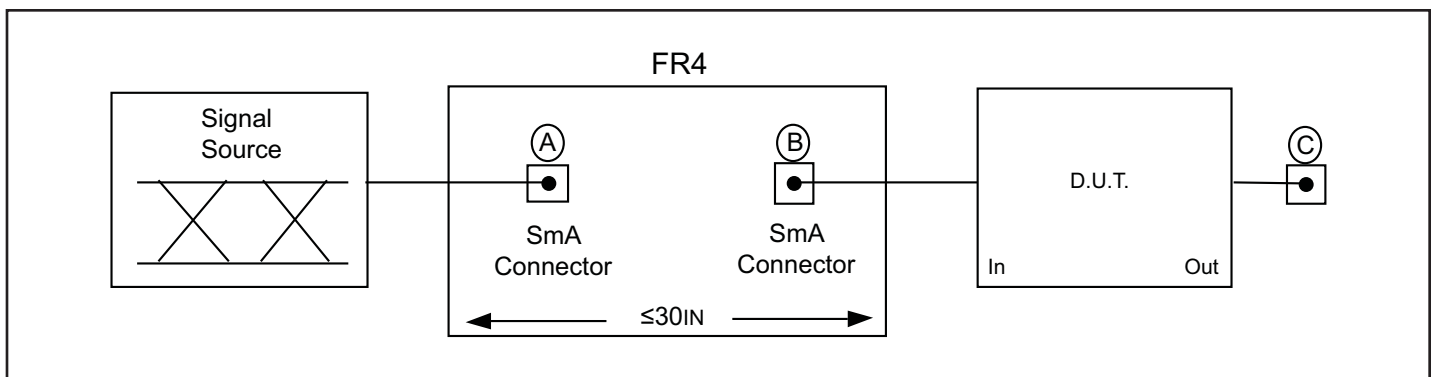 FR4
Signal
Source
A
B
C
D.U.T.
SmA
Connector
SmA
Connector
In
Out
≤30IN